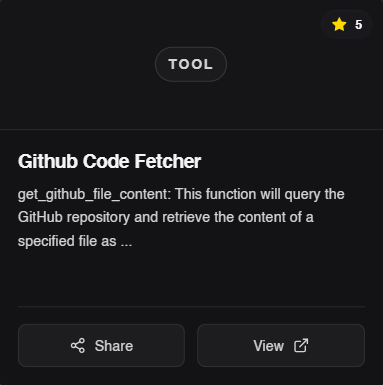 5
TOOL
Github Code Fetcher
get_github_file_content: This function will query the
GitHub repository and retrieve the content of a
specified file as ...
Share
View